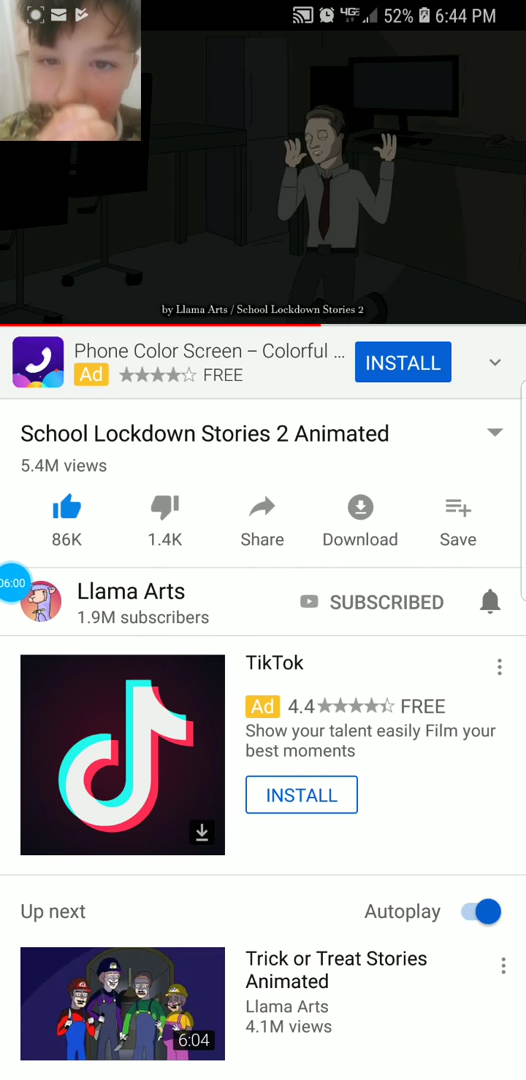 52% 6:44 PM
by Llama Arts / School Lockdown Stories 2
Phone Color Screen – Colorful ...
INSTALL
Ad FREE
School Lockdown Stories 2 Animated
5.4M views
86K 1.4K Share Download Save
06:00
Llama Arts
1.9M subscribers
SUBSCRIBED
TikTok
Ad 4.4 FREE
Show your talent easily Film your
best moments
INSTALL
Up next Autoplay
Trick or Treat Stories
Animated
Llama Arts
4.1M views
6:04